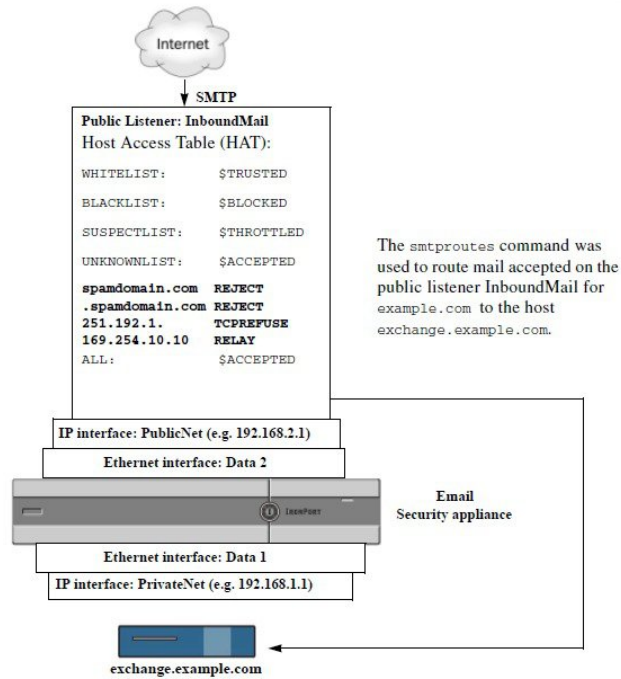 Internet
SMTP
Public Listener: InboundMail
Host Access Table (HAT):
WHITELIST: $TRUSTED
BLACKLIST: $BLOCKED
SUSPECTLIST: $THROTTLED
UNKNOWNLIST: $ACCEPTED
spamdomain.com REJECT
.spamdomain.com REJECT
251.192.1. TCPREFUSE
169.254.10.10 RELAY
ALL: $ACCEPTED
The smtproutes command was
used to route mail accepted on the
public listener InboundMail for
example.com to the host
exchange.example.com.
IP interface: PublicNet (e.g. 192.168.2.1)
Ethernet interface: Data 2
IRONPORT
Email
Security appliance
Ethernet interface: Data 1
IP interface: PrivateNet (e.g. 192.168.1.1)
exchange.example.com